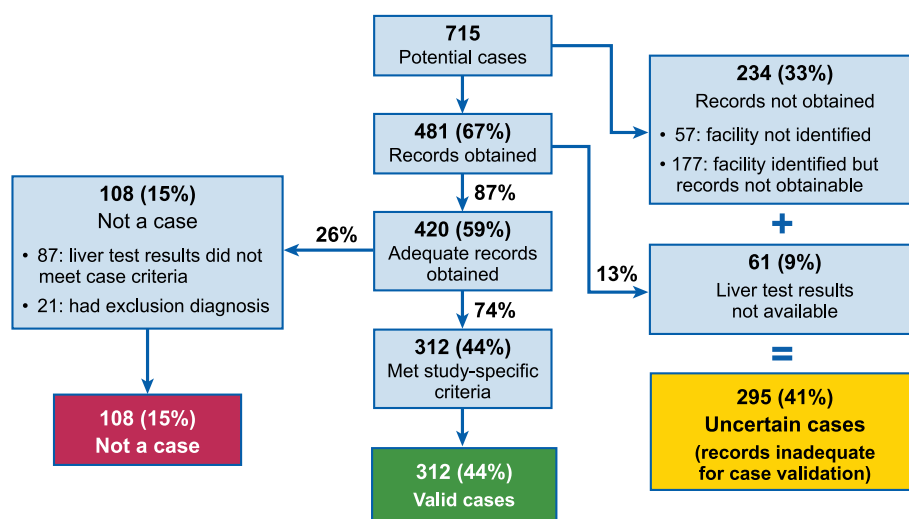 715
Potential cases
234 (33%)
Records not obtained
• 57: facility not identified
• 177: facility identified but
records not obtainable
481 (67%)
Records obtained
87%
108 (15%)
Not a case
• 87: liver test results did not
meet case criteria
• 21: had exclusion diagnosis
26%
420 (59%)
Adequate records
obtained
13%
+
61 (9%)
Liver test results
not available
74%
312 (44%)
Met study-specific
criteria
=
295 (41%)
Uncertain cases
(records inadequate
for case validation)
108 (15%)
Not a case
312 (44%)
Valid cases